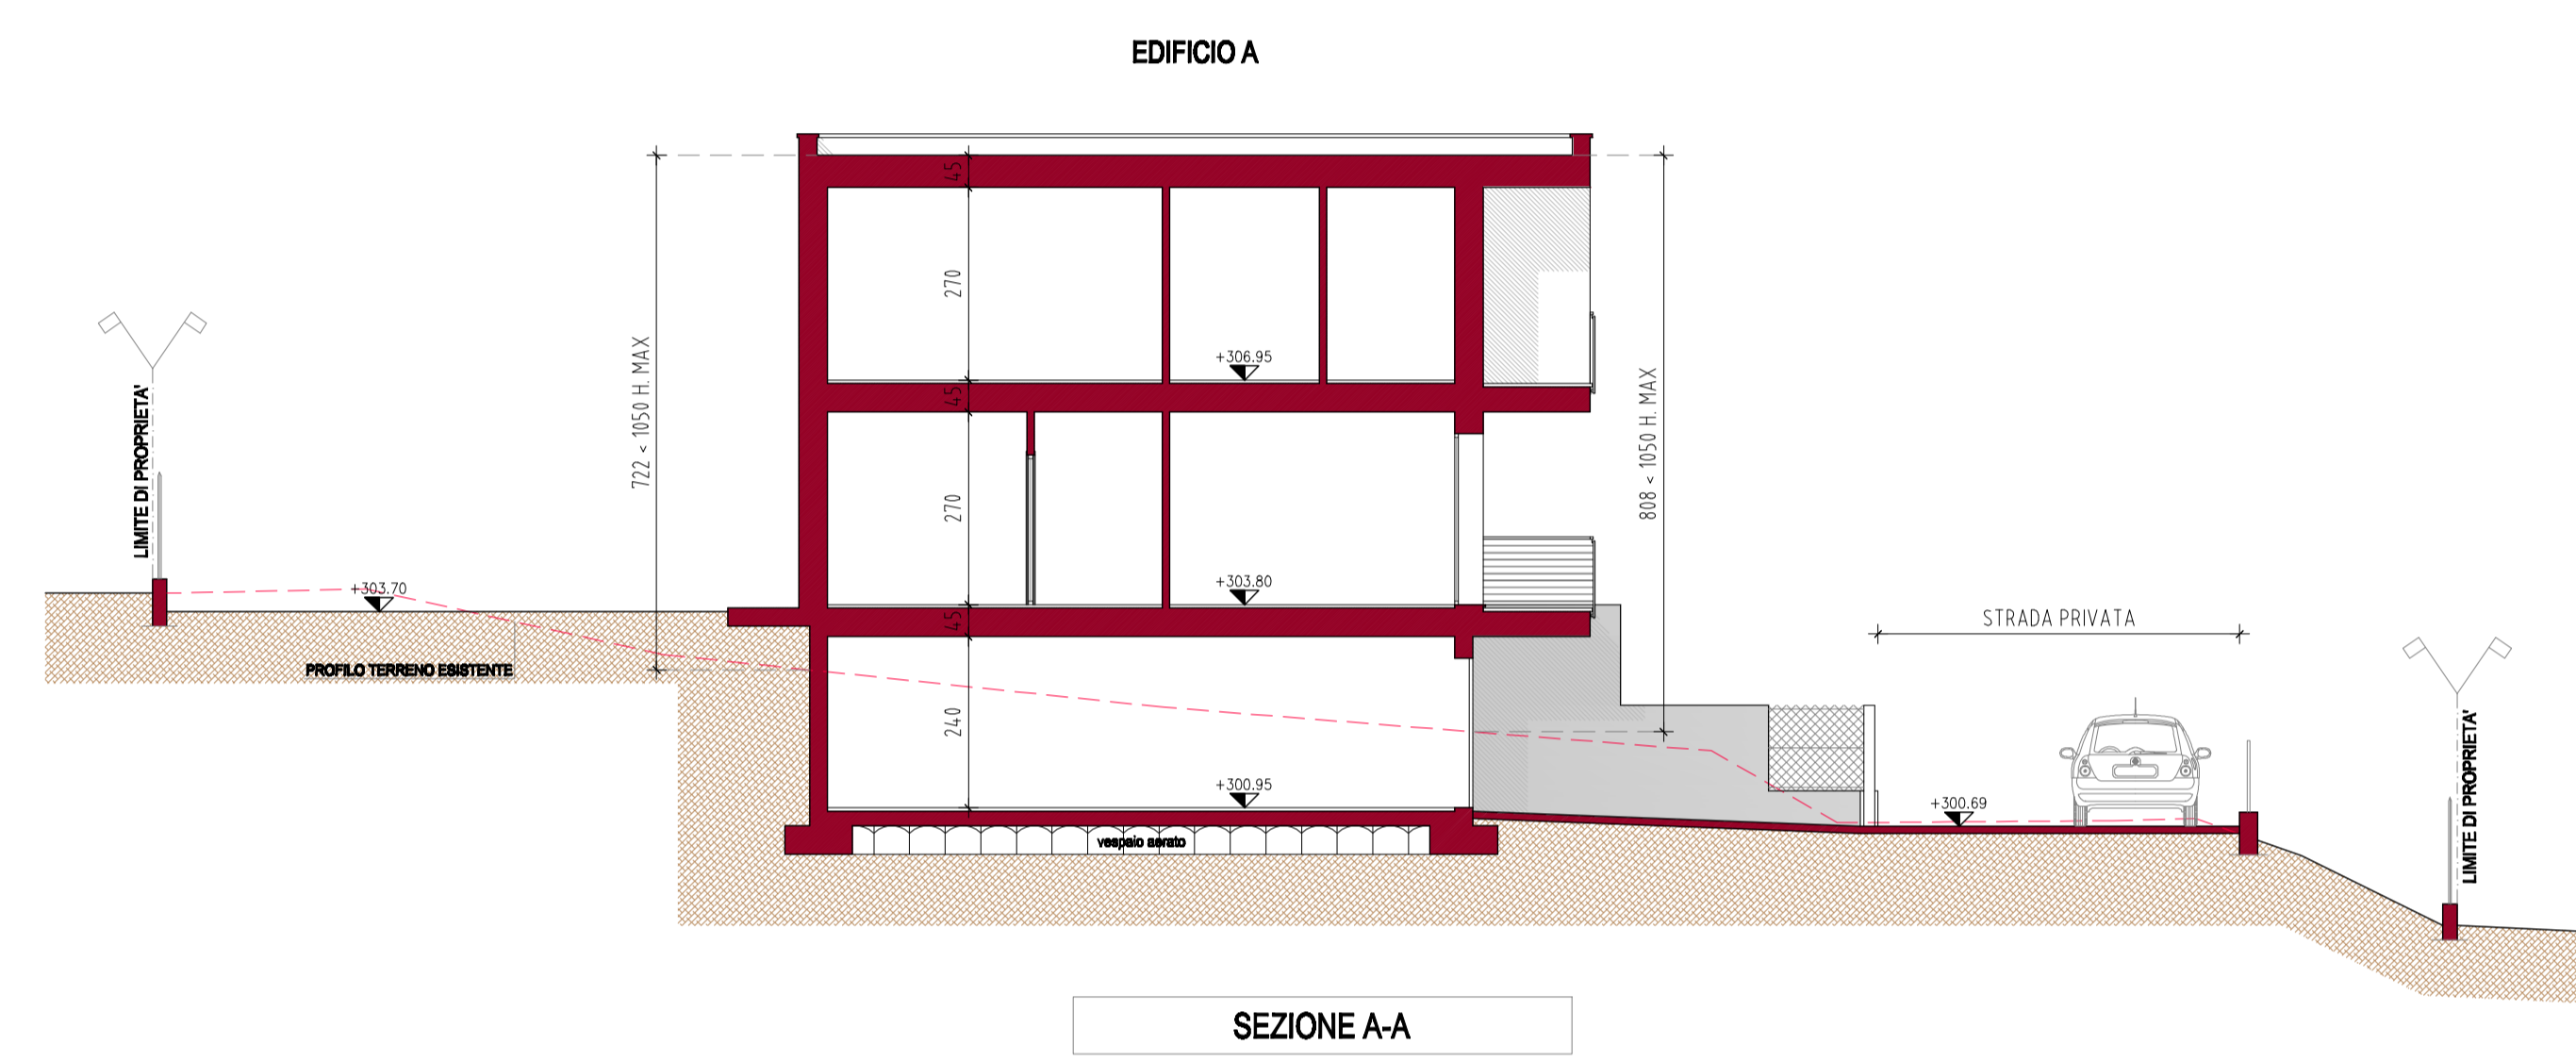 EDIFICIO A
45
270
+306.95
45
722 < 1050 H. MAX
808 < 1050 H. MAX
LIMITE DI PROPRIETA'
270
+303.70
+303.80
45
STRADA PRIVATA
PROFILO TERRENO ESISTENTE
240
+300.95
+300.69
LIMITE DI PROPRIETA'
vespaio aerato
SEZIONE A-A